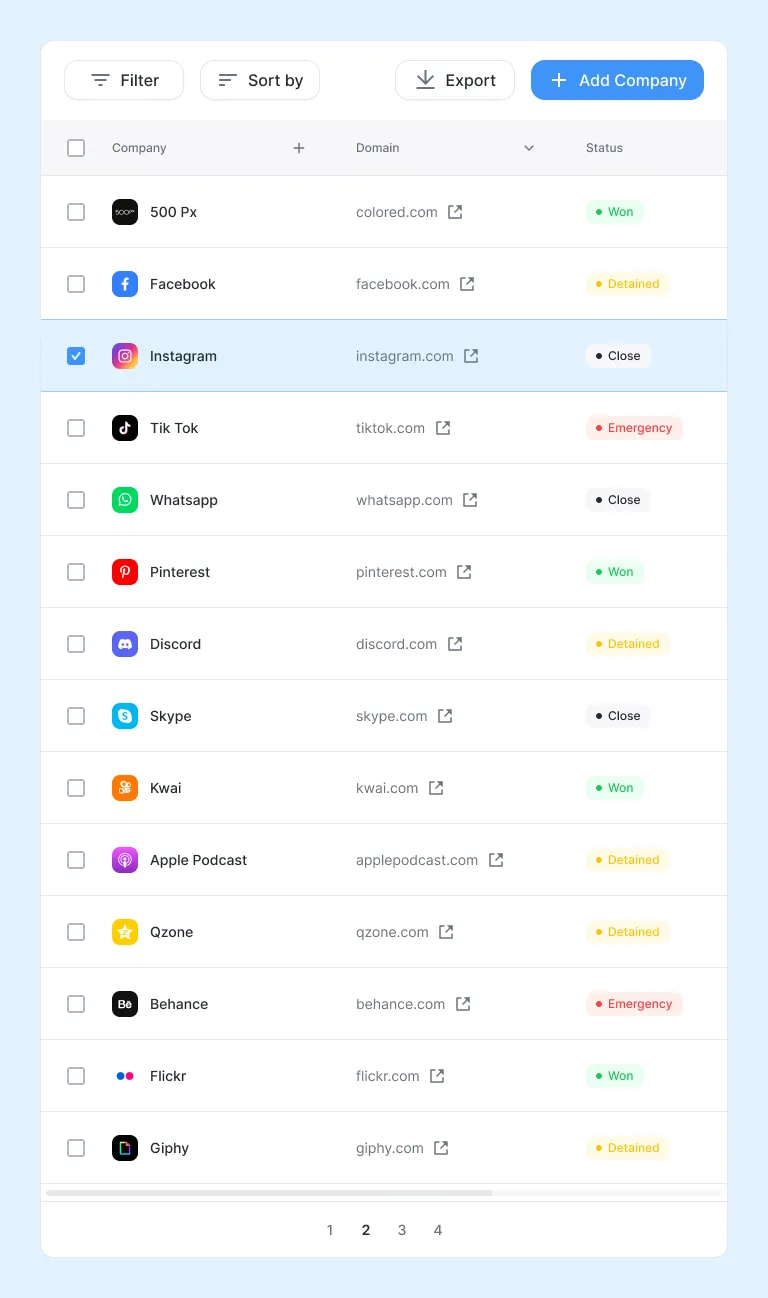 Filter Sort by Export Add Company
Company Domain Status
500px 500 Px colored.com Won
Facebook facebook.com Detained
Instagram instagram.com Close
Tik Tok tiktok.com Emergency
Whatsapp whatsapp.com Close
Pinterest pinterest.com Won
Discord discord.com Detained
Skype skype.com Close
Kwai kwai.com Won
Apple Podcast applepodcast.com Detained
Qzone qzone.com Detained
Bē Behance behance.com Emergency
Flickr flickr.com Won
Giphy giphy.com Detained
1 2 3 4